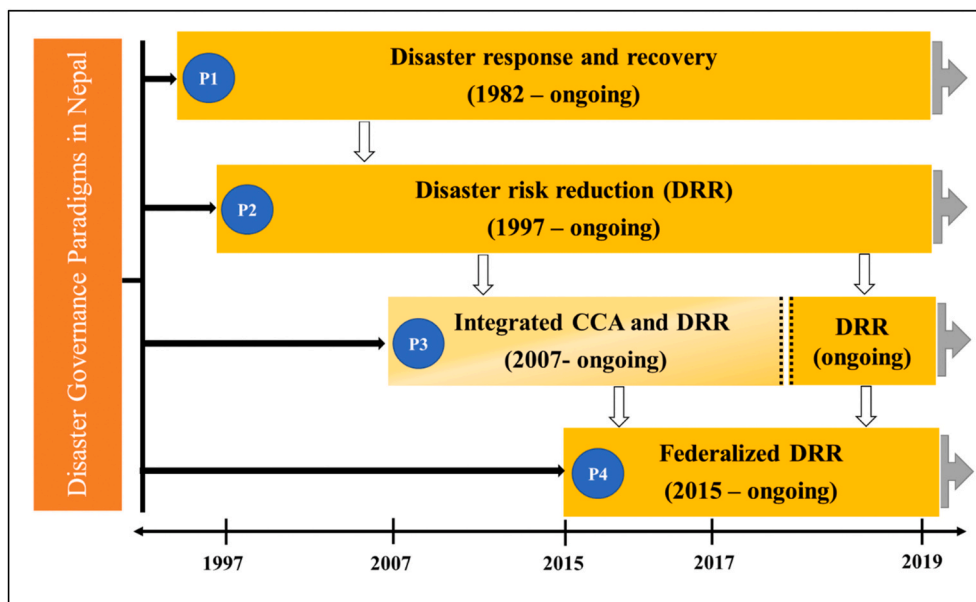 Disaster Governance Paradigms in Nepal
P1
Disaster response and recovery
(1982 – ongoing)
P2
Disaster risk reduction (DRR)
(1997 – ongoing)
P3
Integrated CCA and DRR
(2007- ongoing)
DRR
(ongoing)
P4
Federalized DRR
(2015 – ongoing)
1997
2007
2015
2017
2019